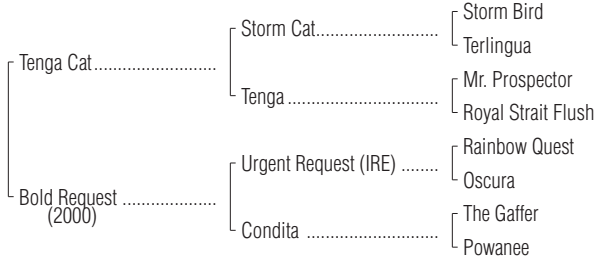 Storm Bird
Storm Cat..............................
Terlingua
Tenga Cat..........................
Mr. Prospector
Tenga................................
Royal Strait Flush
Rainbow Quest
Urgent Request (IRE) ........
Oscura
Bold Request ....................
(2000)
The Gaffer
Condita ............................
Powanee